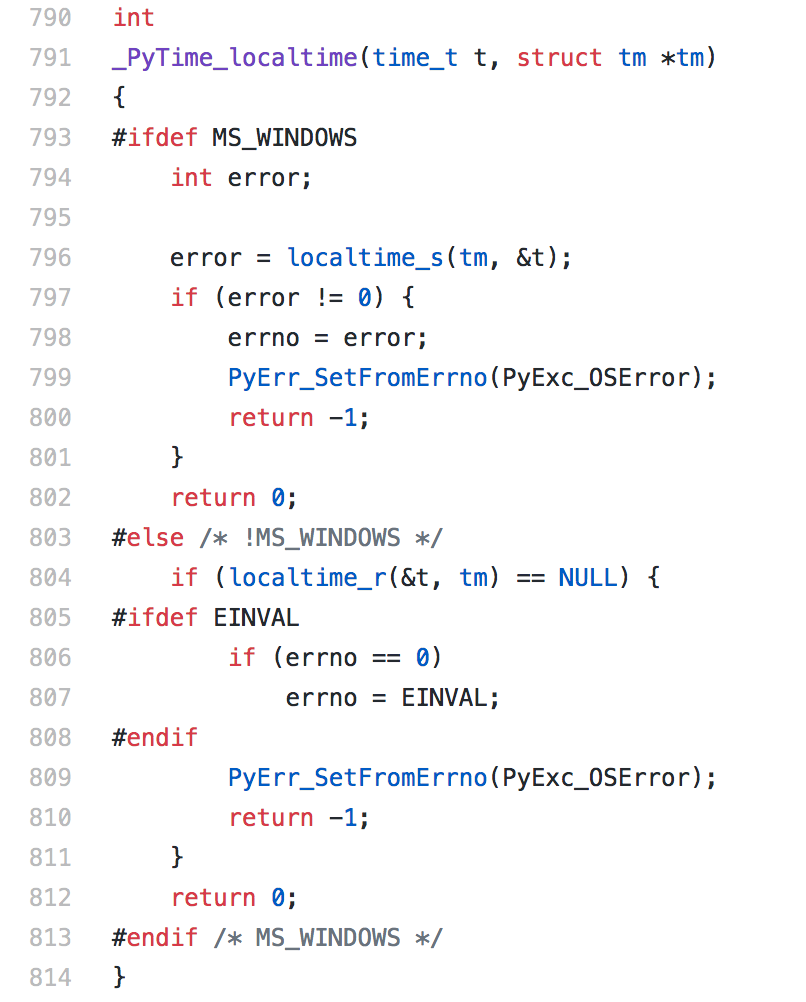 790 int
791 _PyTime_localtime(time_t t, struct tm *tm)
792 {
793 #ifdef MS_WINDOWS
794     int error;
795
796     error = localtime_s(tm, &t);
797     if (error != 0) {
798         errno = error;
799         PyErr_SetFromErrno(PyExc_OSError);
800         return -1;
801     }
802     return 0;
803 #else /* !MS_WINDOWS */
804     if (localtime_r(&t, tm) == NULL) {
805 #ifdef EINVAL
806         if (errno == 0)
807             errno = EINVAL;
808 #endif
809         PyErr_SetFromErrno(PyExc_OSError);
810         return -1;
811     }
812     return 0;
813 #endif /* MS_WINDOWS */
814 }